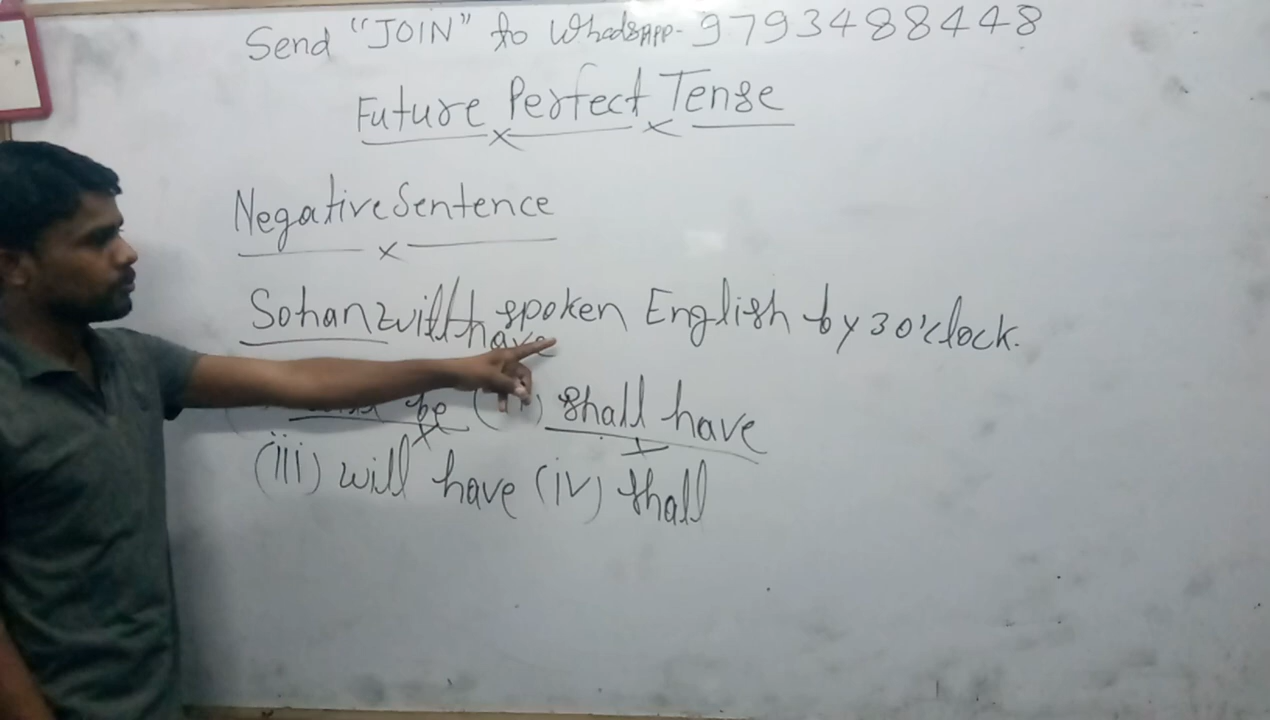 Send "JOIN" to WhatsAPP- 9793488448
Future Perfect Tense
Negative Sentence
Sohan will have spoken English by 3 o'clock.
be shall have
(iii) will have (iv) shall